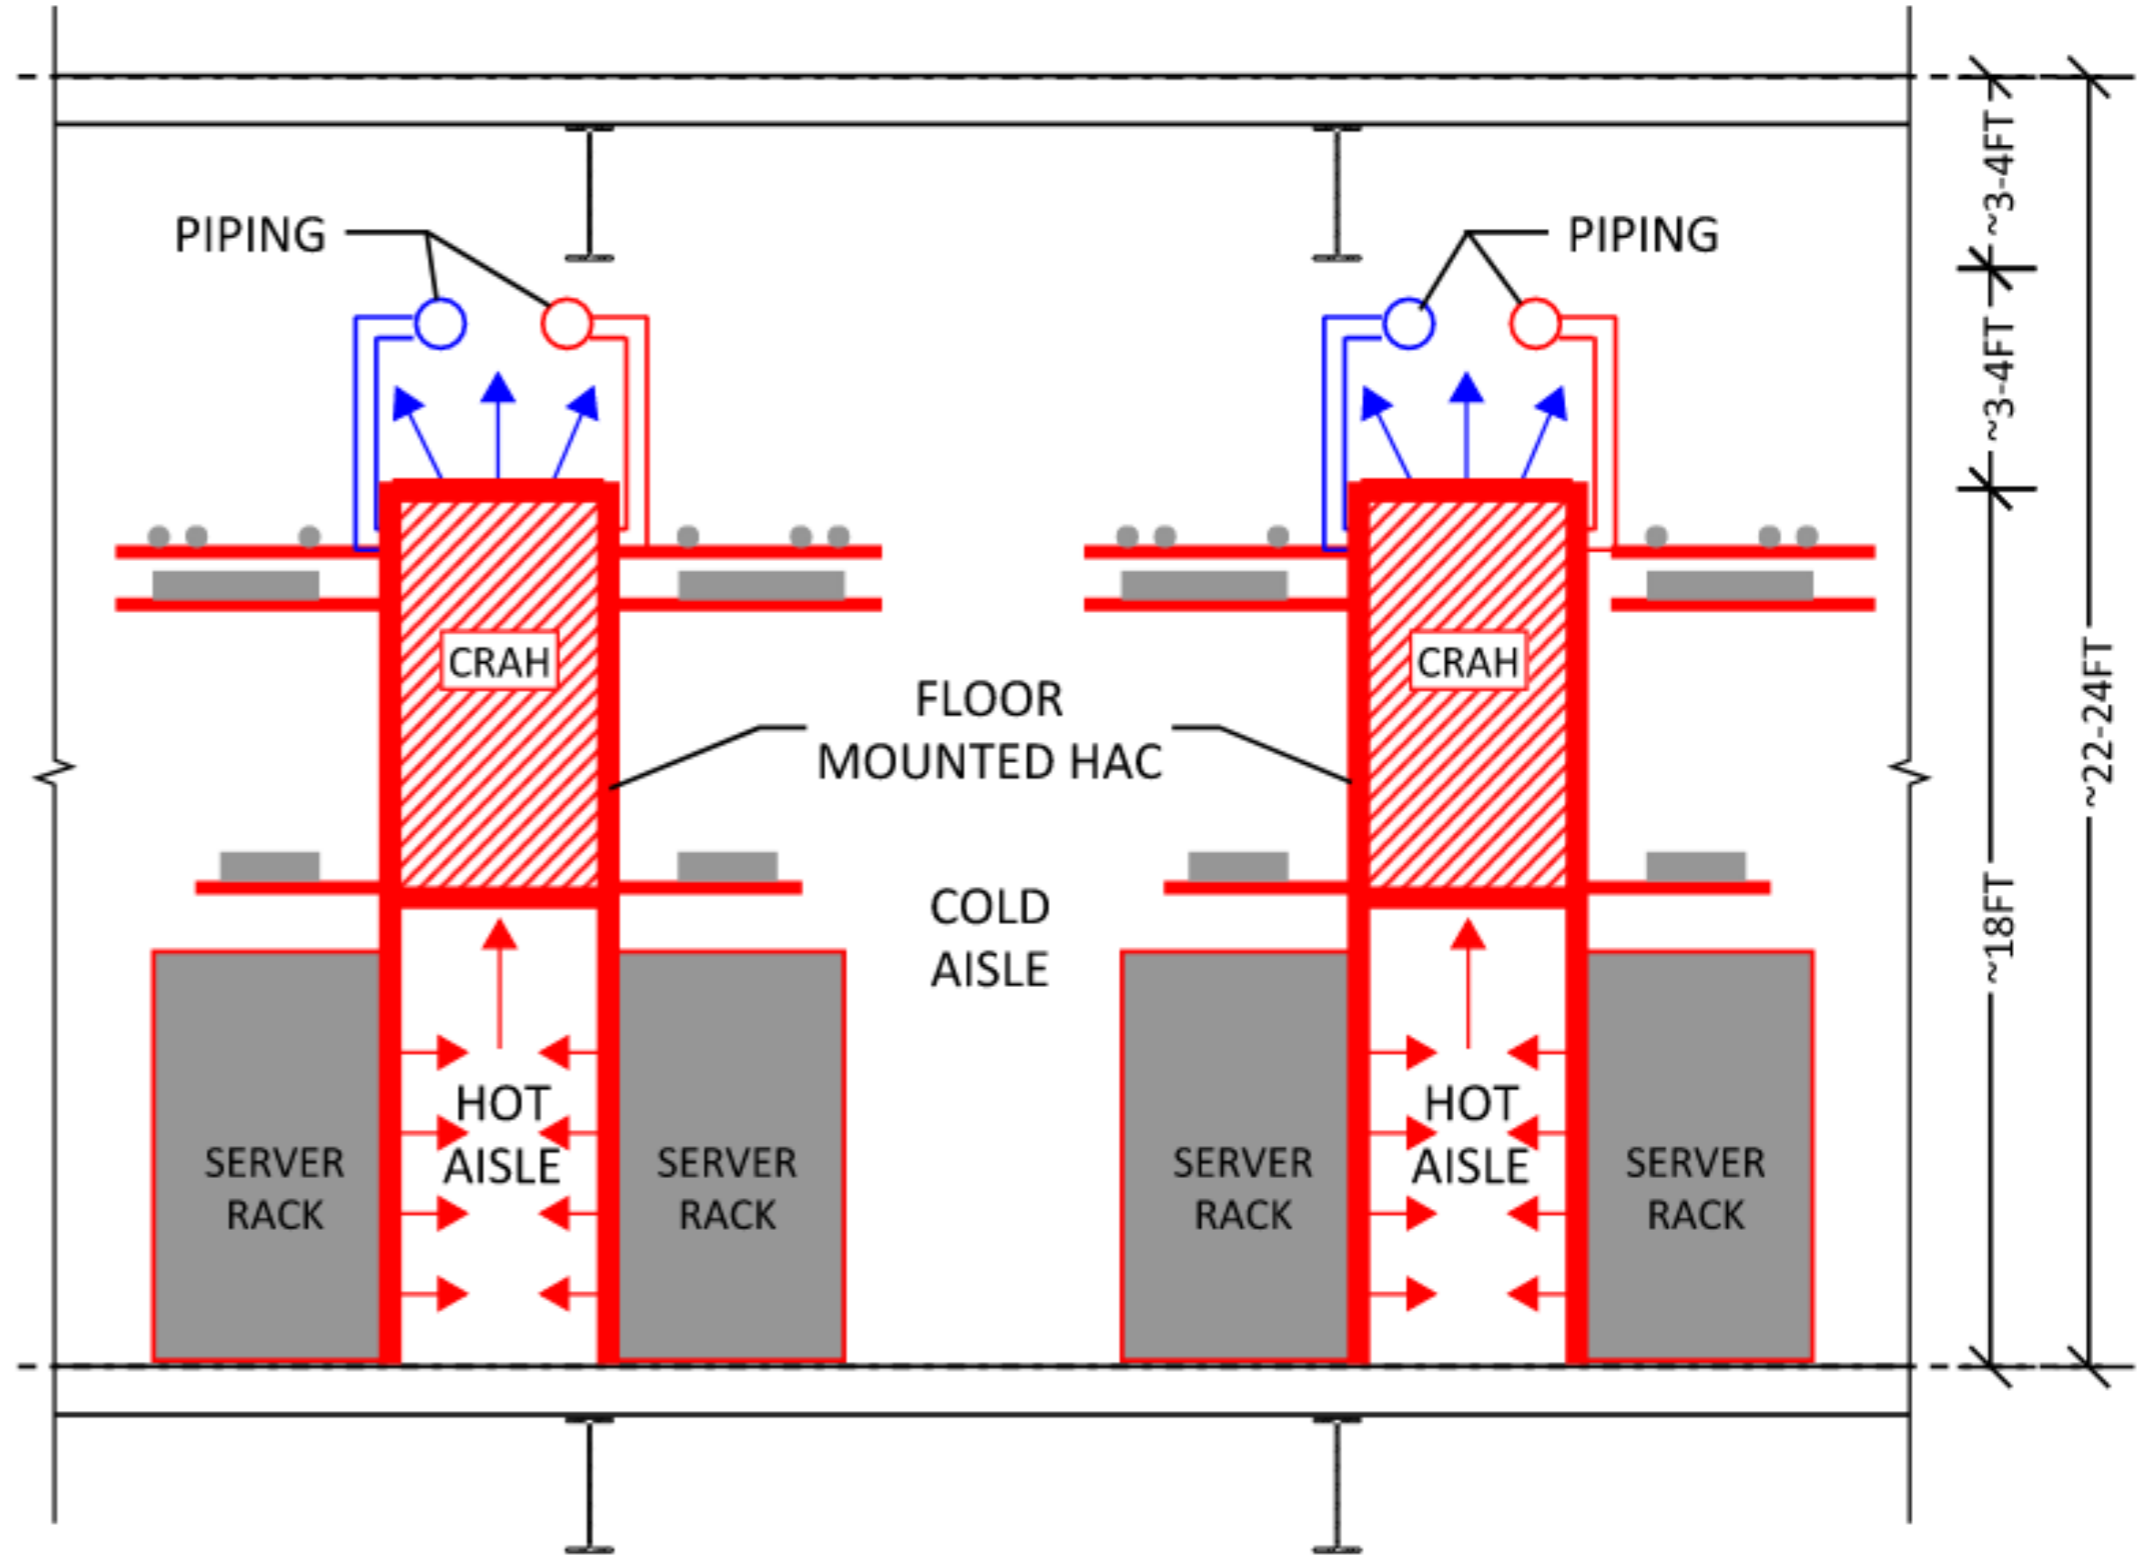 PIPING
PIPING
~3-4FT
~3-4FT
CRAH
CRAH
FLOOR
MOUNTED HAC
~22-24FT
COLD
AISLE
~18FT
HOT
AISLE
HOT
AISLE
SERVER
RACK
SERVER
RACK
SERVER
RACK
SERVER
RACK